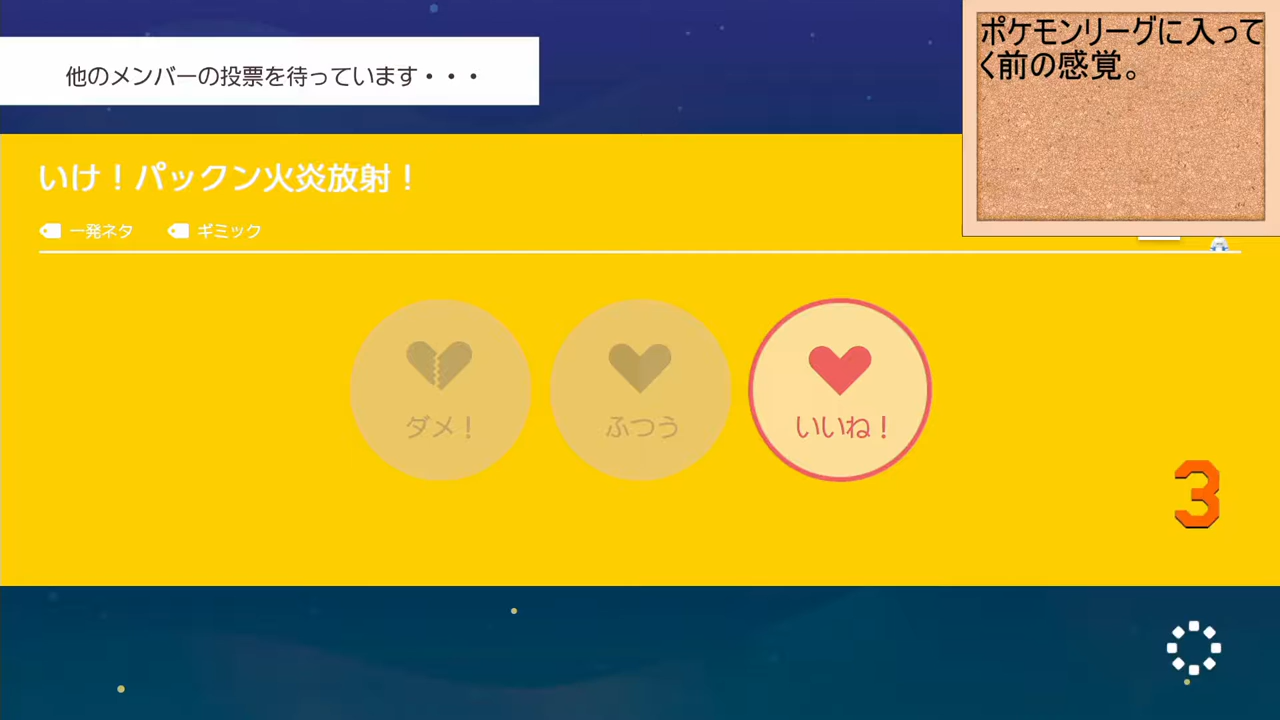 他のメンバーの投票を待っています・・・
ポケモンリーグに入って
く前の感覚。
いけ！パックン火炎放射！
一発ネタ ギミック
ダメ！ ふつう いいね！
3